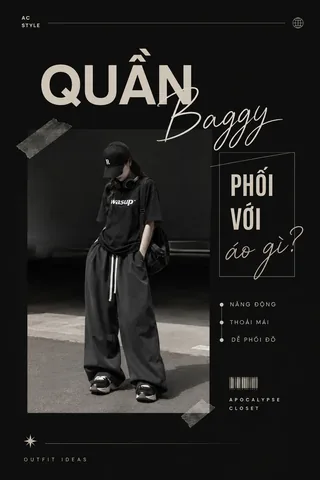 AC
STYLE
QUẦN
Baggy
wasup
PHỐI
VỚI
áo gì?
NĂNG ĐỘNG
THOẢI MÁI
DỄ PHỐI ĐỒ
APOCALYPSE
CLOSET
OUTFIT IDEAS